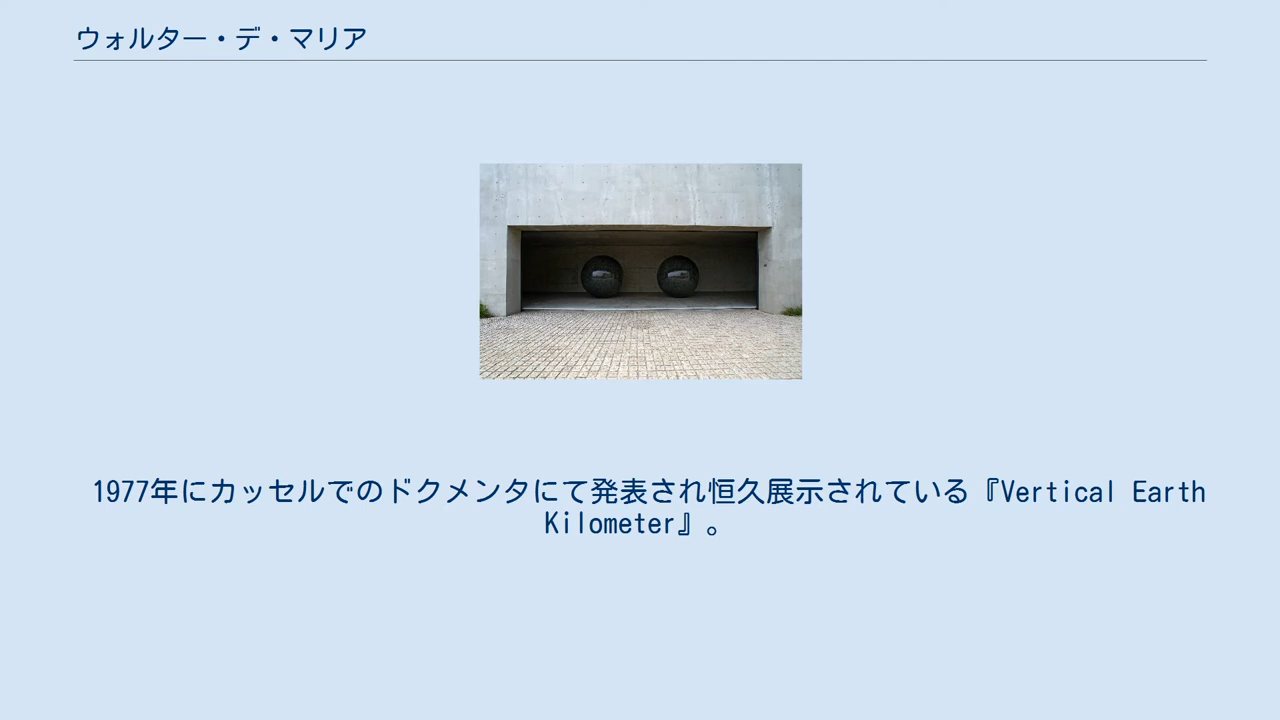 ウォルター・デ・マリア
1977年にカッセルでのドクメンタにて発表され恒久展示されている『Vertical Earth
Kilometer』。